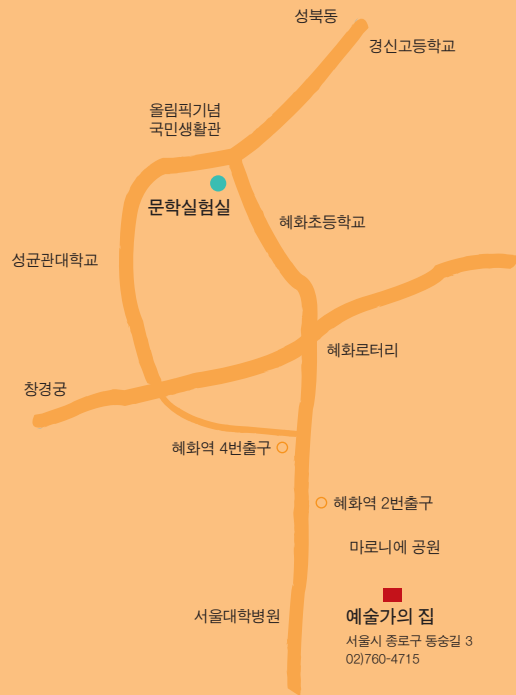 성북동
경신고등학교
올림픽기념
국민생활관
문학실험실
혜화초등학교
성균관대학교
혜화로터리
창경궁
혜화역 4번출구
혜화역 2번출구
마로니에 공원
서울대학병원
예술가의 집
서울시 종로구 동숭길 3
02)760-4715